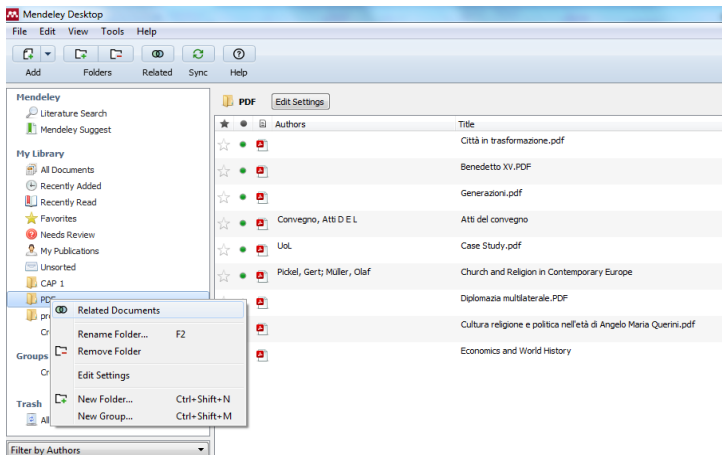 Mendeley Desktop
File Edit View Tools Help
Add Folders Related Sync Help
Mendeley
Literature Search
Mendeley Suggest
My Library
All Documents
Recently Added
Recently Read
Favorites
Needs Review
My Publications
Unsorted
CAP 1
PDF
pr
Cr
Groups
Cr
Trash
All
Filter by Authors
Related Documents
Rename Folder... F2
Remove Folder
Edit Settings
New Folder... Ctrl+Shift+N
New Group... Ctrl+Shift+M
PDF Edit Settings
Authors Title
Città in trasformazione.pdf
Benedetto XV.PDF
Generazioni.pdf
Convegno, Atti D E L Atti del convegno
UoL Case Study.pdf
Pickel, Gert; Müller, Olaf Church and Religion in Contemporary Europe
Diplomazia multilaterale.PDF
Cultura religione e politica nell'età di Angelo Maria Querini.pdf
Economics and World History